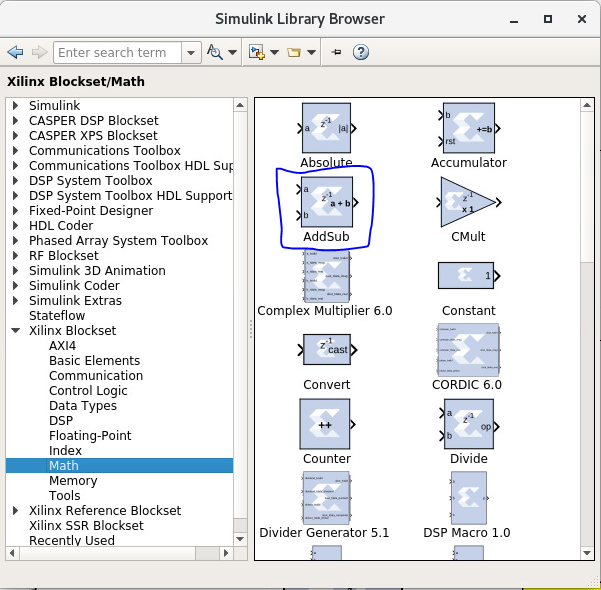 Simulink Library Browser
Enter search term
Xilinx Blockset/Math
Simulink
CASPER DSP Blockset
CASPER XPS Blockset
Communications Toolbox
Communications Toolbox HDL Sup
DSP System Toolbox
DSP System Toolbox HDL Support
Fixed-Point Designer
HDL Coder
Phased Array System Toolbox
RF Blockset
Simulink 3D Animation
Simulink Coder
Simulink Extras
Stateflow
Xilinx Blockset
AXI4
Basic Elements
Communication
Control Logic
Data Types
DSP
Floating-Point
Index
Math
Memory
Tools
Xilinx Reference Blockset
Xilinx SSR Blockset
Recently Used
a z-1 |a|
Absolute
b rst +=b
Accumulator
a b z-1 a + b
AddSub
z-1 x 1
CMult
Complex Multiplier 6.0
1
Constant
z-1 cast
Convert
CORDIC 6.0
++
Counter
a b z-1 op
Divide
Divider Generator 5.1
DSP Macro 1.0